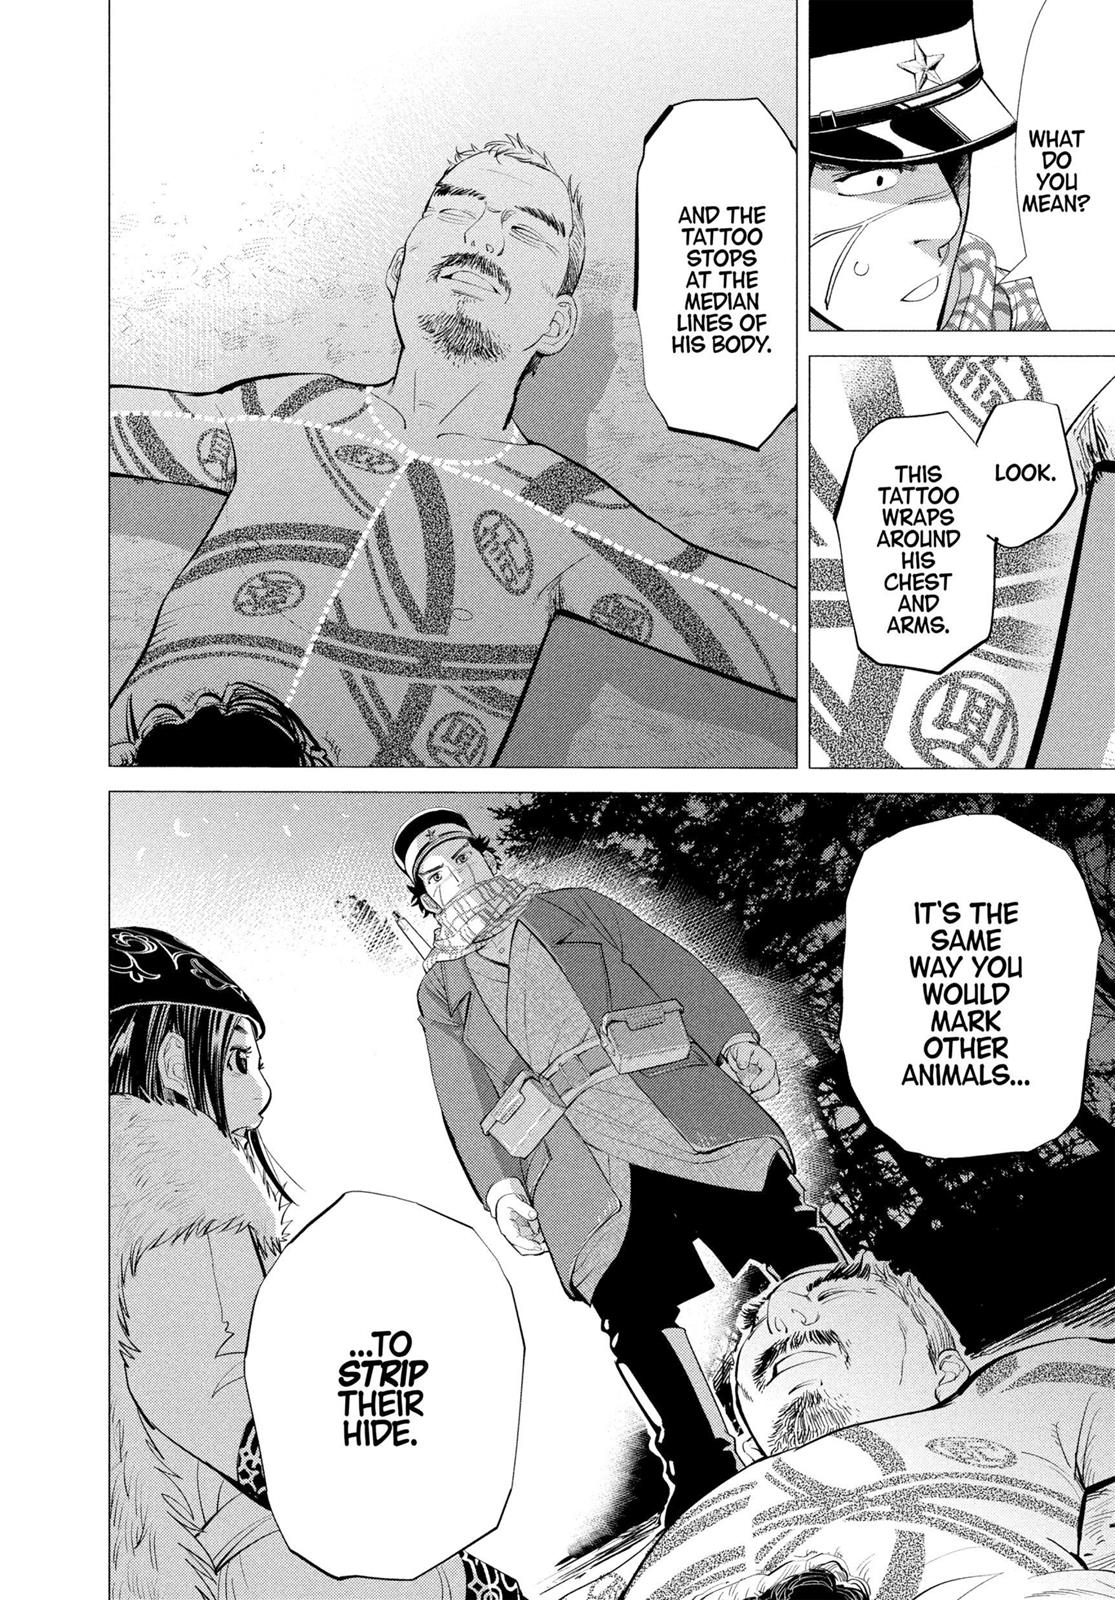 WHAT
DO
YOU
MEAN?
LOOK.
THIS
TATTOO
WRAPS
AROUND
HIS
CHEST
AND
ARMS.
AND THE
TATTOO
STOPS
AT THE
MEDIAN
LINES OF
HIS BODY.
IT'S THE
SAME
WAY YOU
WOULD
MARK
OTHER
ANIMALS...
...TO
STRIP
THEIR
HIDE.